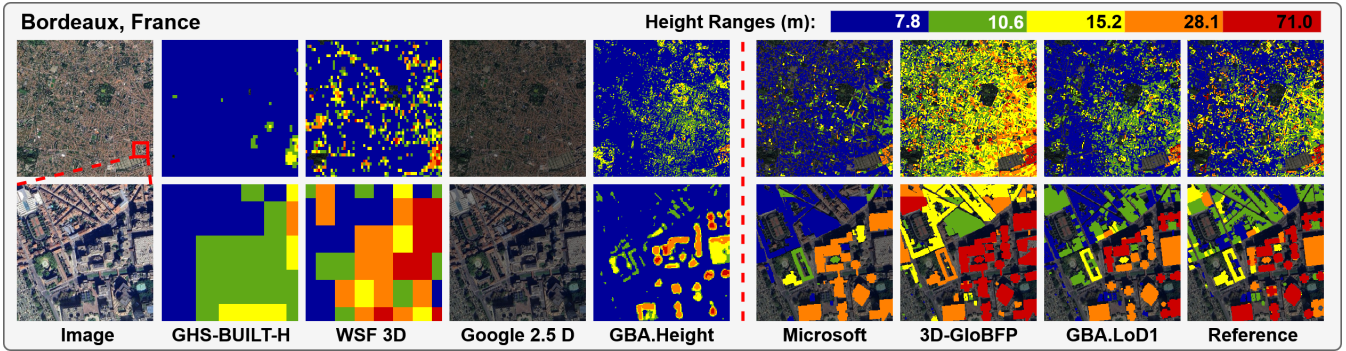 Bordeaux, France
Height Ranges (m): 7.8 10.6 15.2 28.1 71.0
Image GHS-BUILT-H WSF 3D Google 2.5 D GBA.Height Microsoft 3D-GloBFP GBA.LoD1 Reference